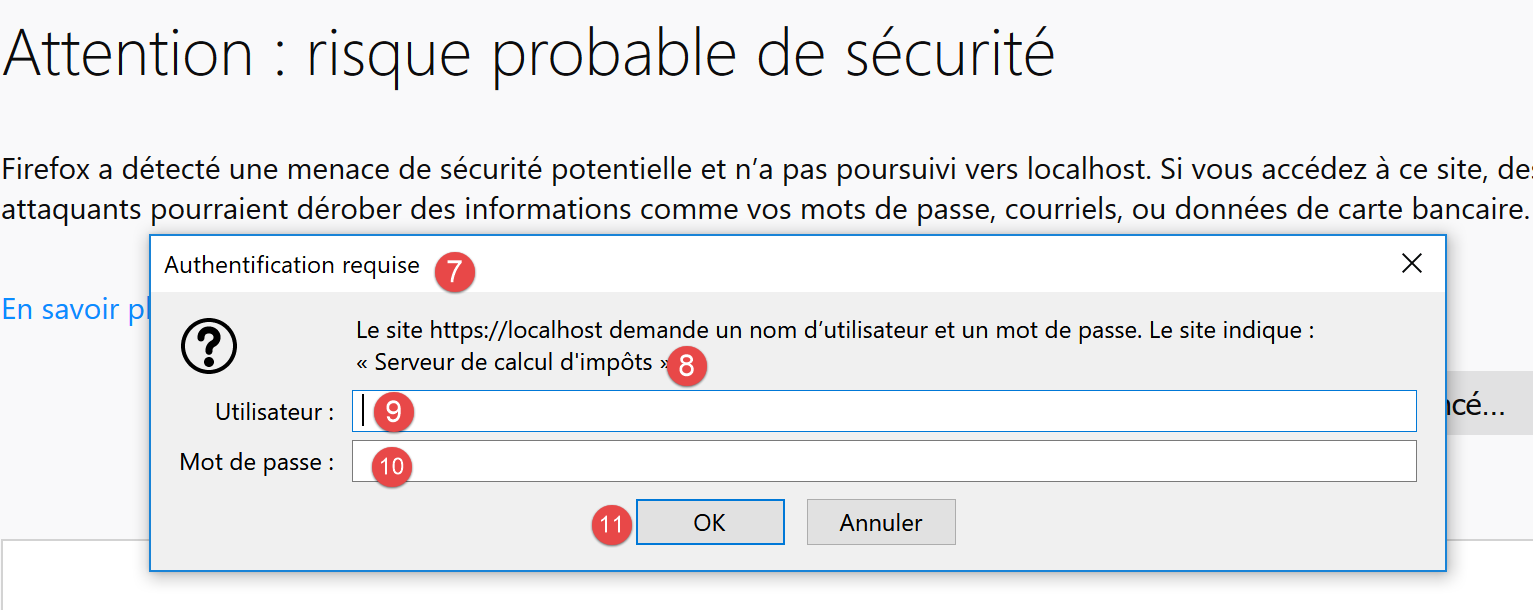 Attention : risque probable de sécurité
Firefox a détecté une menace de sécurité potentielle et n’a pas poursuivi vers localhost. Si vous accédez à ce site, des
attaquants pourraient dérober des informations comme vos mots de passe, courriels, ou données de carte bancaire.
Authentification requise 7
En savoir pl
Le site https://localhost demande un nom d’utilisateur et un mot de passe. Le site indique :
« Serveur de calcul d'impôts » 8
Utilisateur : 9
ncé...
Mot de passe : 10
11 OK Annuler